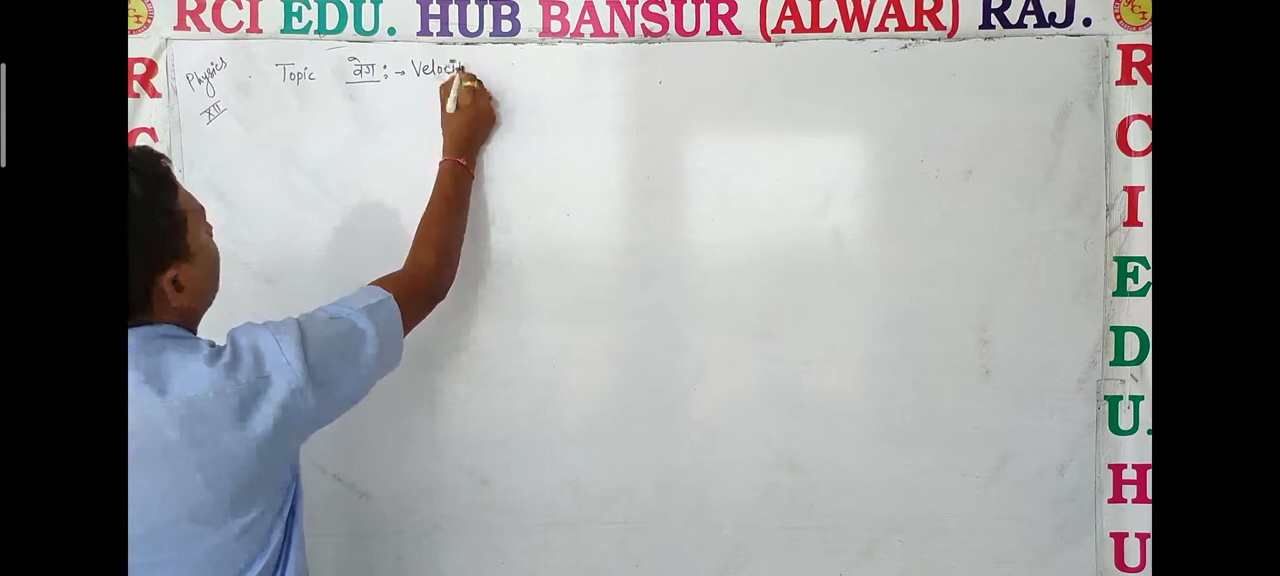 RCI EDU. HUB BANSUR (ALWAR) RAJ.
Physics
XII
Topic वेग : → Veloci
R
C
R
C
I
E
D
U.
H
U